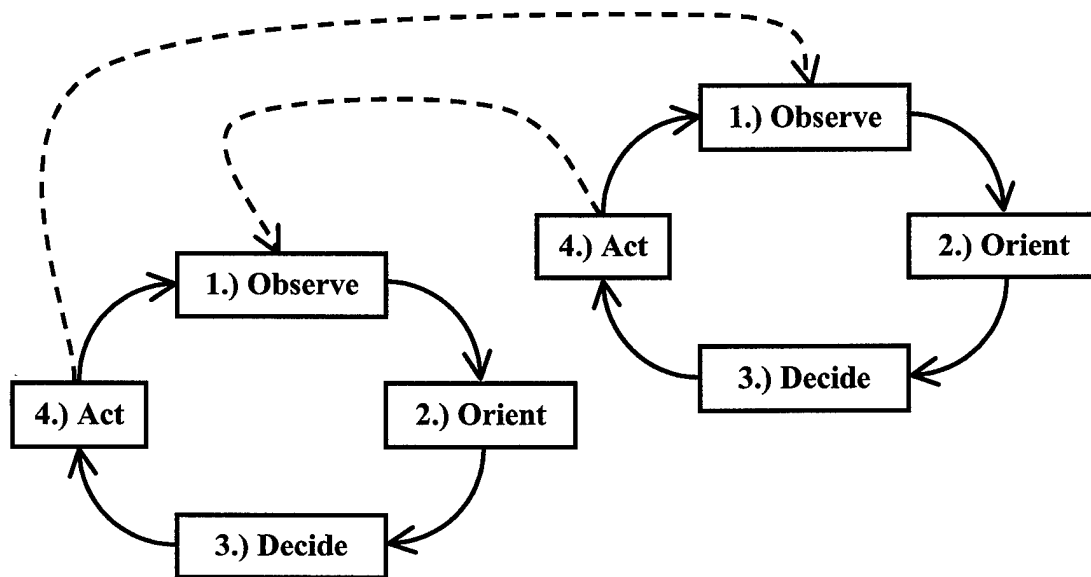 1.) Observe
4.) Act
2.) Orient
3.) Decide
1.) Observe
4.) Act
2.) Orient
3.) Decide